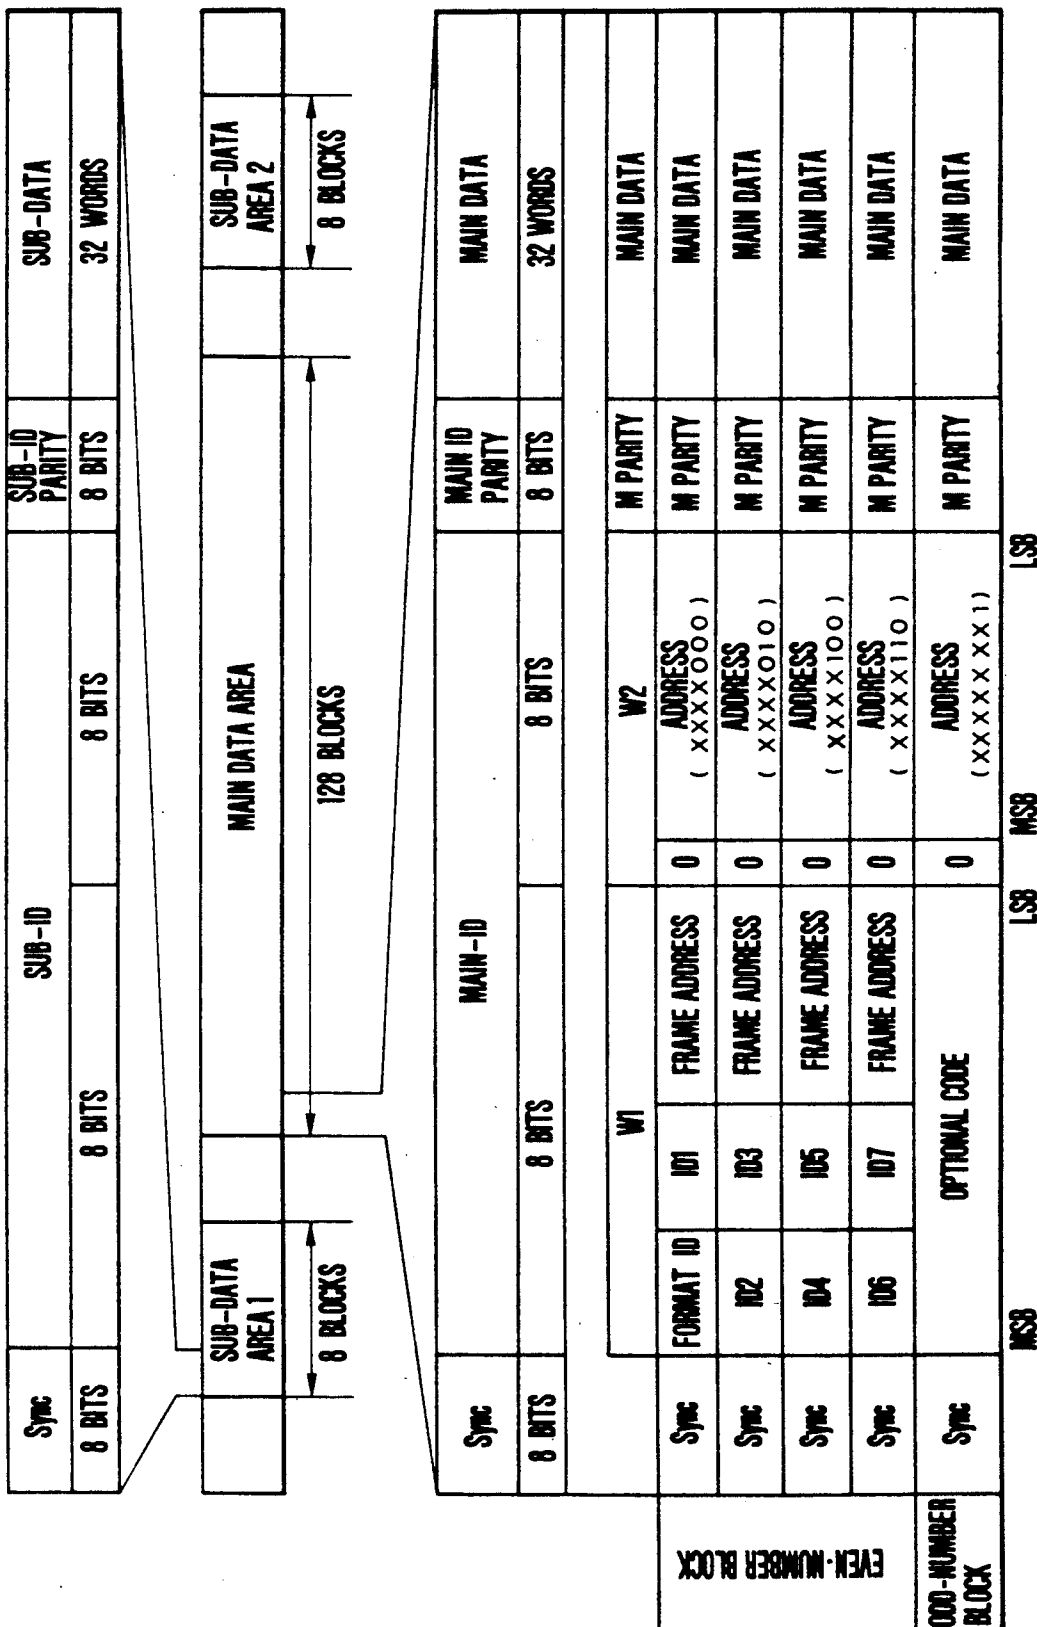 Sync
SUB-ID
SUB-ID PARITY
SUB-DATA
8 BITS
8 BITS
8 BITS
8 BITS
32 WORDS
SUB-DATA AREA 1
MAIN DATA AREA
SUB-DATA AREA 2
8 BLOCKS
128 BLOCKS
8 BLOCKS
Sync
MAIN-ID
MAIN ID PARITY
MAIN DATA
8 BITS
8 BITS
8 BITS
8 BITS
32 WORDS
W1
W2
M PARITY
MAIN DATA
EVEN-NUMBER BLOCK
Sync
FORMAT ID
ID1
FRAME ADDRESS
0
ADDRESS
( XXXX000 )
M PARITY
MAIN DATA
Sync
ID2
ID3
FRAME ADDRESS
0
ADDRESS
( XXXX010 )
M PARITY
MAIN DATA
Sync
ID4
ID5
FRAME ADDRESS
0
ADDRESS
( XXXX100 )
M PARITY
MAIN DATA
Sync
ID6
ID7
FRAME ADDRESS
0
ADDRESS
( XXXX110 )
M PARITY
MAIN DATA
ODD-NUMBER BLOCK
Sync
OPTIONAL CODE
0
ADDRESS
(XXXXXX1)
M PARITY
MAIN DATA
MSB
LSB
MSB
LSB